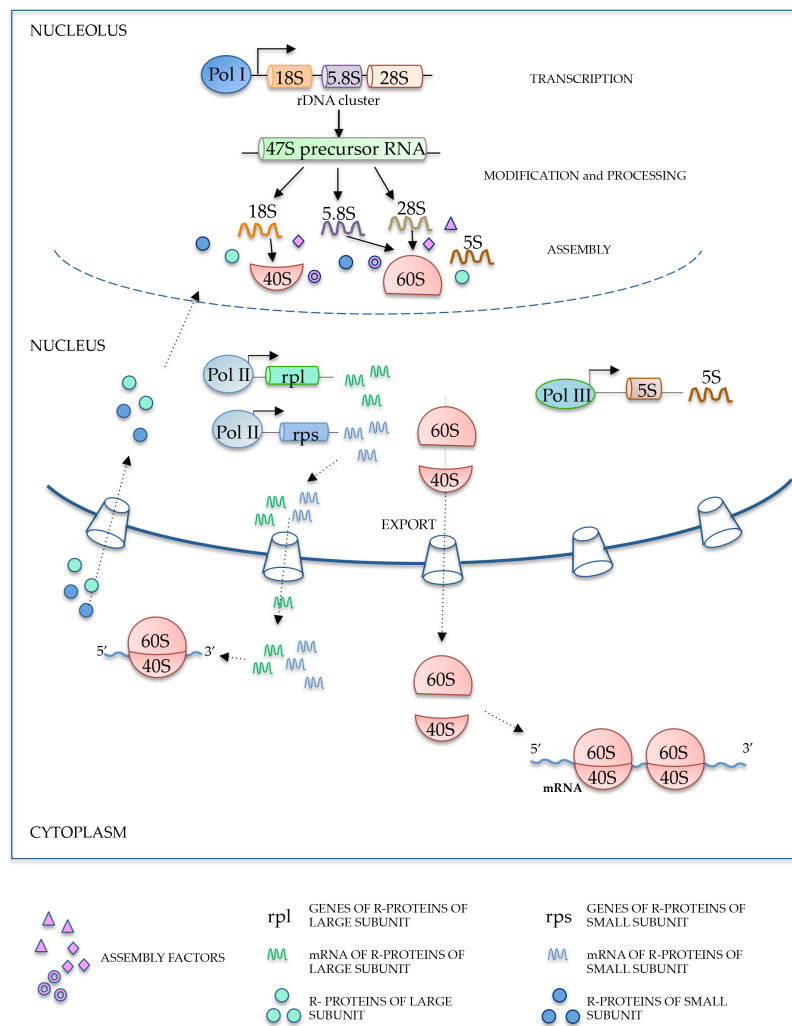 NUCLEOLUS
Pol I
18S
5.8S
28S
TRANSCRIPTION
rDNA cluster
47S precursor RNA
MODIFICATION and PROCESSING
18S
5.8S
28S
5S
ASSEMBLY
40S
60S
NUCLEUS
Pol II
rpl
Pol III
5S
5S
Pol II
rps
60S
40S
EXPORT
5’
60S
40S
3’
60S
40S
5’
60S
60S
3’
40S
40S
mRNA
CYTOPLASM
ASSEMBLY FACTORS
rpl
GENES OF R-PROTEINS OF
LARGE SUBUNIT
rps
GENES OF R-PROTEINS OF
SMALL SUBUNIT
mRNA OF R-PROTEINS OF
LARGE SUBUNIT
mRNA OF R-PROTEINS OF
SMALL SUBUNIT
R- PROTEINS OF LARGE
SUBUNIT
R-PROTEINS OF SMALL
SUBUNIT